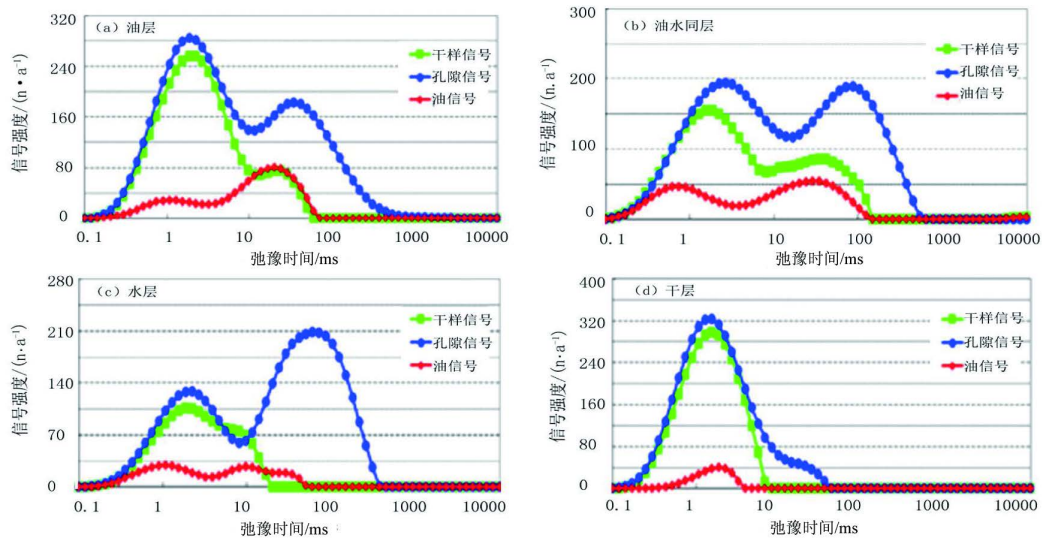 (a) 油层
320
240
160
80
0
信号强度/(n·a⁻¹)
干样信号
孔隙信号
油信号
0.1 1 10 100 1000 10000
弛豫时间/ms
(b) 油水同层
300
200
100
0
信号强度/(n.a⁻¹)
干样信号
孔隙信号
油信号
0.1 1 10 100 1000 10000
弛豫时间/ms
(c) 水层
280
210
140
70
0
信号强度/(n·a⁻¹)
干样信号
孔隙信号
油信号
0.1 1 10 100 1000 10000
弛豫时间/ms
(d) 干层
400
320
240
160
80
0
信号强度/(n·a⁻¹)
干样信号
孔隙信号
油信号
0.1 1 10 100 1000 10000
弛豫时间/ms